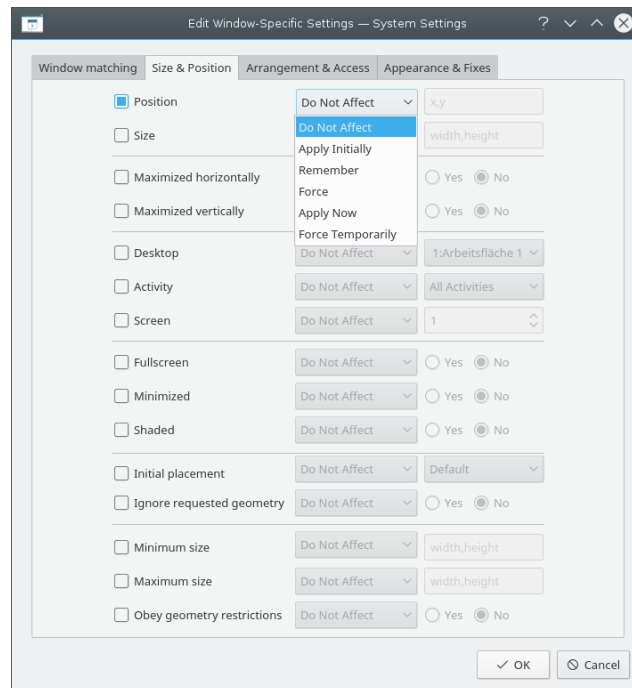 Edit Window-Specific Settings — System Settings
Window matching Size & Position Arrangement & Access Appearance & Fixes
Position Do Not Affect x,y
Do Not Affect
Size width,height
Apply Initially
Remember
Maximized horizontally Yes No
Force
Maximized vertically Apply Now Yes No
Force Temporarily
Desktop Do Not Affect 1:Arbeitsfläche 1
Activity Do Not Affect All Activities
Screen Do Not Affect 1
Fullscreen Do Not Affect Yes No
Minimized Do Not Affect Yes No
Shaded Do Not Affect Yes No
Initial placement Do Not Affect Default
Ignore requested geometry Do Not Affect Yes No
Minimum size Do Not Affect width,height
Maximum size Do Not Affect width,height
Obey geometry restrictions Do Not Affect Yes No
OK Cancel